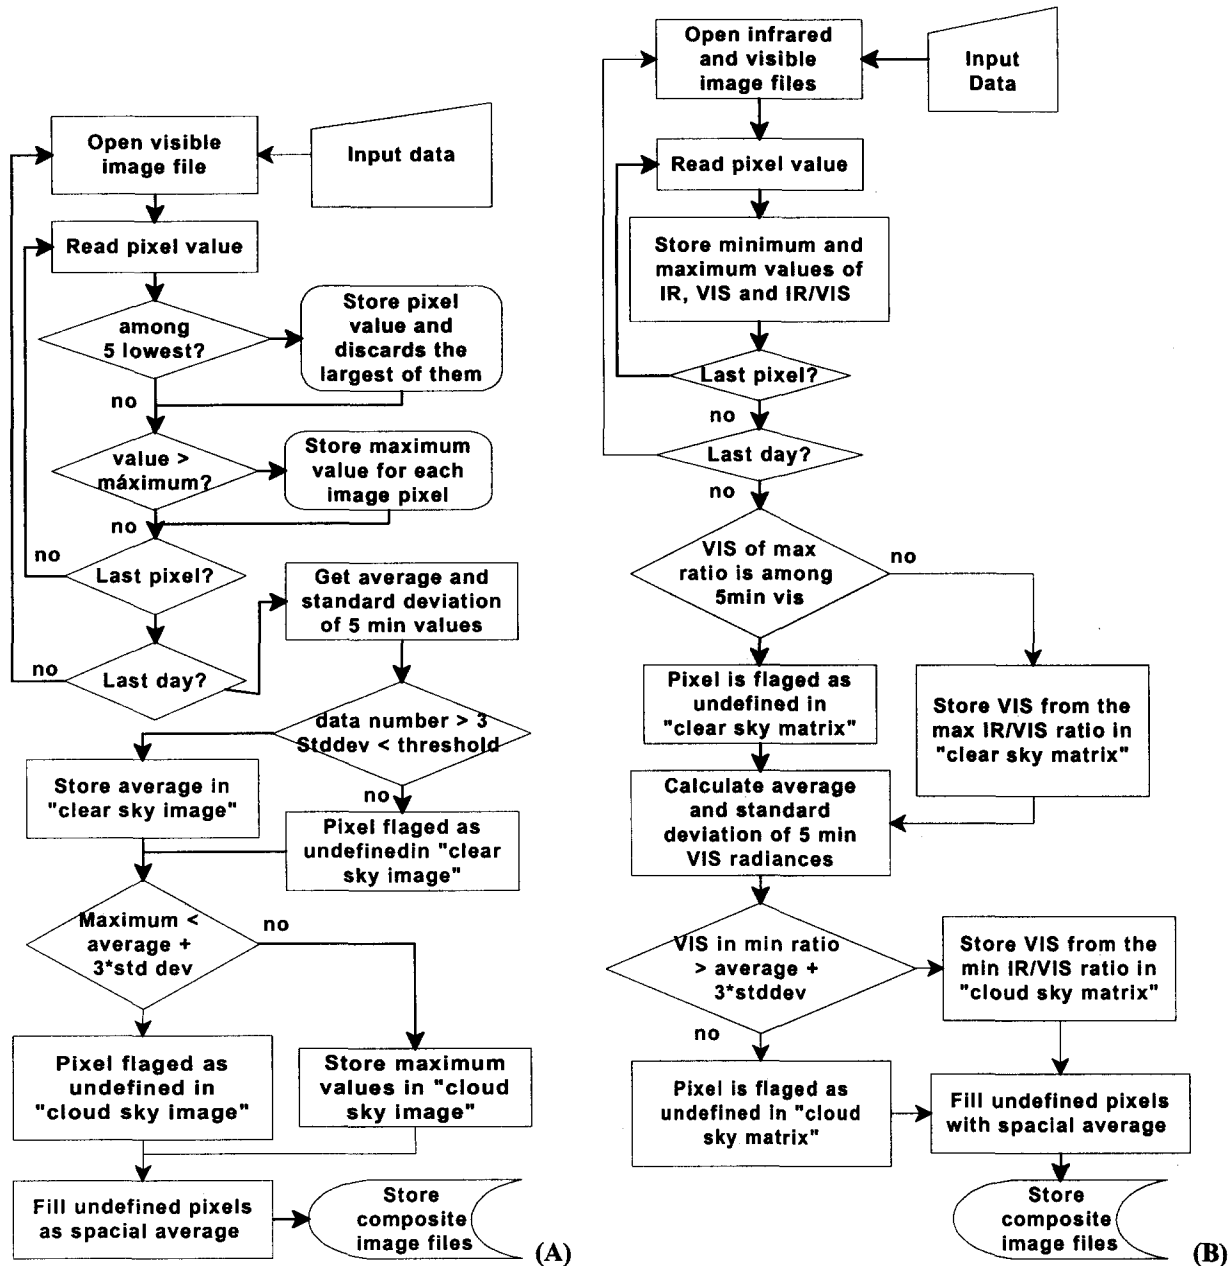 Open visible
image file
Input data
Read pixel value
among
5 lowest?
Store pixel
value and
discards the
largest of them
no
value >
máximum?
Store maximum
value for each
image pixel
no
no
Last pixel?
Get average and
standard deviation
of 5 min values
no
Last day?
data number > 3
Stddev < threshold
Store average in
"clear sky image"
no
Pixel flaged as
undefinedin "clear
sky image"
Maximum <
average +
3*std dev
no
Pixel flaged as
undefined in
"cloud sky image"
Store maximum
values in "cloud
sky image"
Fill undefined pixels
as spacial average
Store
composite
image files
(A)
Open infrared
and visible
image files
Input
Data
Read pixel value
Store minimum and
maximum values of
IR, VIS and IR/VIS
Last pixel?
no
Last day?
no
VIS of max
ratio is among
5min vis
no
Pixel is flaged as
undefined in
"clear sky matrix"
Store VIS from the
max IR/VIS ratio in
"clear sky matrix"
Calculate average
and standard
deviation of 5 min
VIS radiances
VIS in min ratio
> average +
3*stddev
Store VIS from the
min IR/VIS ratio in
"cloud sky matrix"
no
Pixel is flaged as
undefined in "cloud
sky matrix"
Fill undefined pixels
with spacial average
Store
composite
image files
(B)